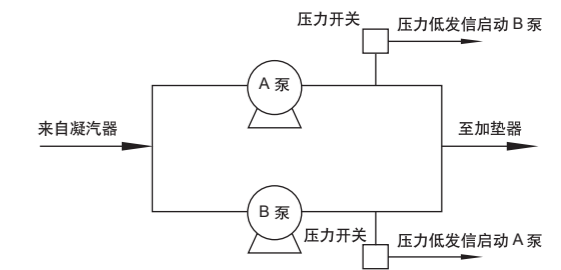 压力开关
压力低发信启动 B 泵
A 泵
来自凝汽器
至加垫器
B 泵
压力开关
压力低发信启动 A 泵